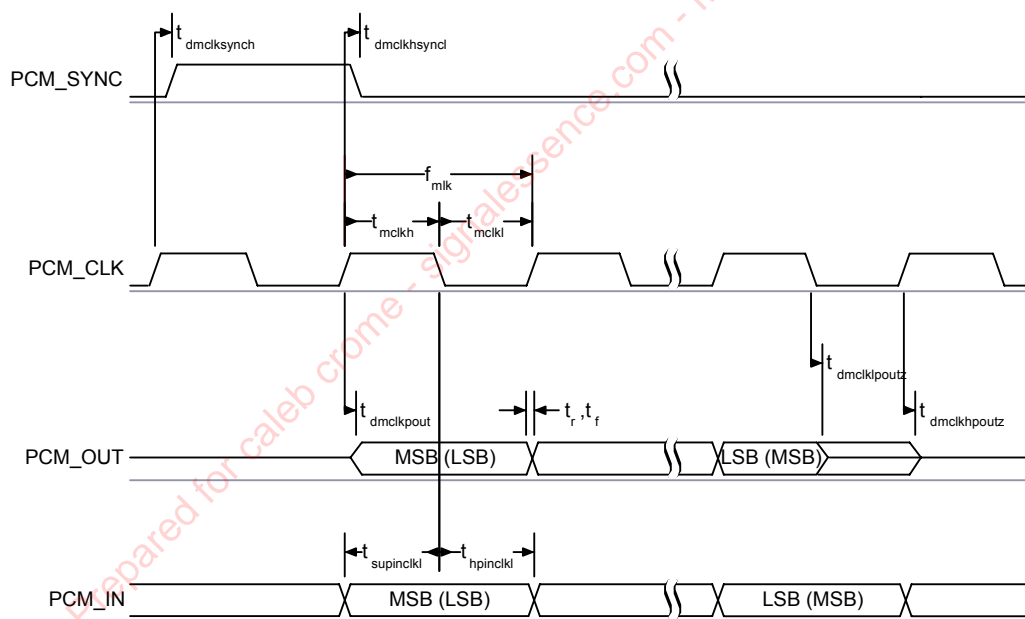 t dmclksynch
t dmclkhsyncl
PCM_SYNC
f mlk
t mclkh
t mclkl
PCM_CLK
t dmclklpoutz
t dmclkpout
t r ,t f
t dmclkhpoutz
PCM_OUT
MSB (LSB)
LSB (MSB)
t supinclkl
t hpinclkl
PCM_IN
MSB (LSB)
LSB (MSB)
Prepared for caleb crome - signalessence.com -